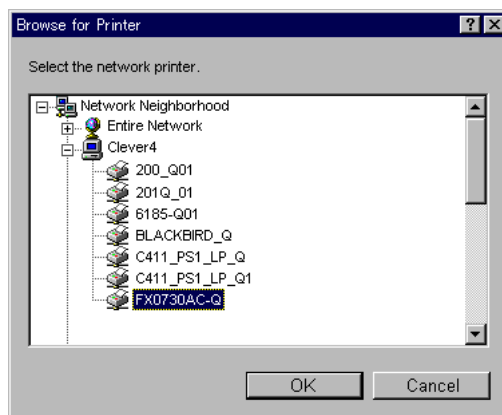 Browse for Printer
Select the network printer.
Network Neighborhood
Entire Network
Clever4
200_Q01
201Q_01
6185-Q01
BLACKBIRD_Q
C411_PS1_LP_Q
C411_PS1_LP_Q1
FX0730AC-Q
OK
Cancel